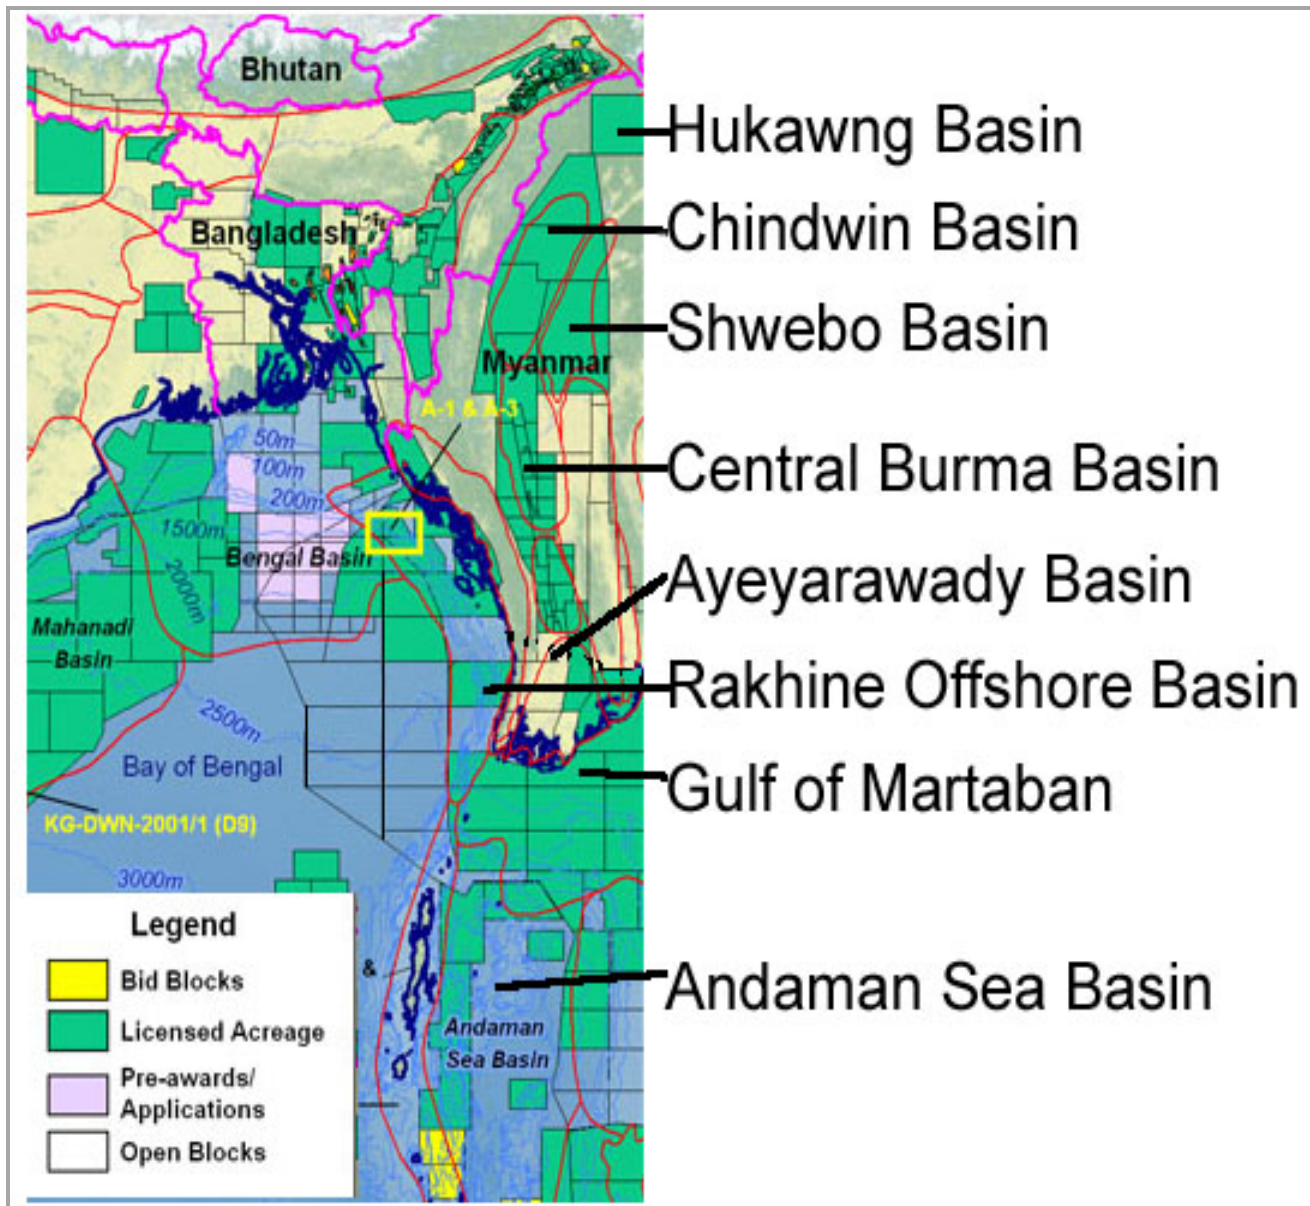 Bhutan
Hukawng Basin
Chindwin Basin
Bangladesh
Shwebo Basin
Myanmar
A-1 & A-3
50m
100m
Central Burma Basin
200m
1500m
Bengal Basin
2000m
Ayeyarawady Basin
Mahanadi
Basin
Rakhine Offshore Basin
2500m
Bay of Bengal
Gulf of Martaban
KG-DWN-2001/1 (D9)
3000m
Legend
Bid Blocks
Licensed Acreage
Pre-awards/
Applications
Open Blocks
&
Andaman Sea Basin
Andaman
Sea Basin